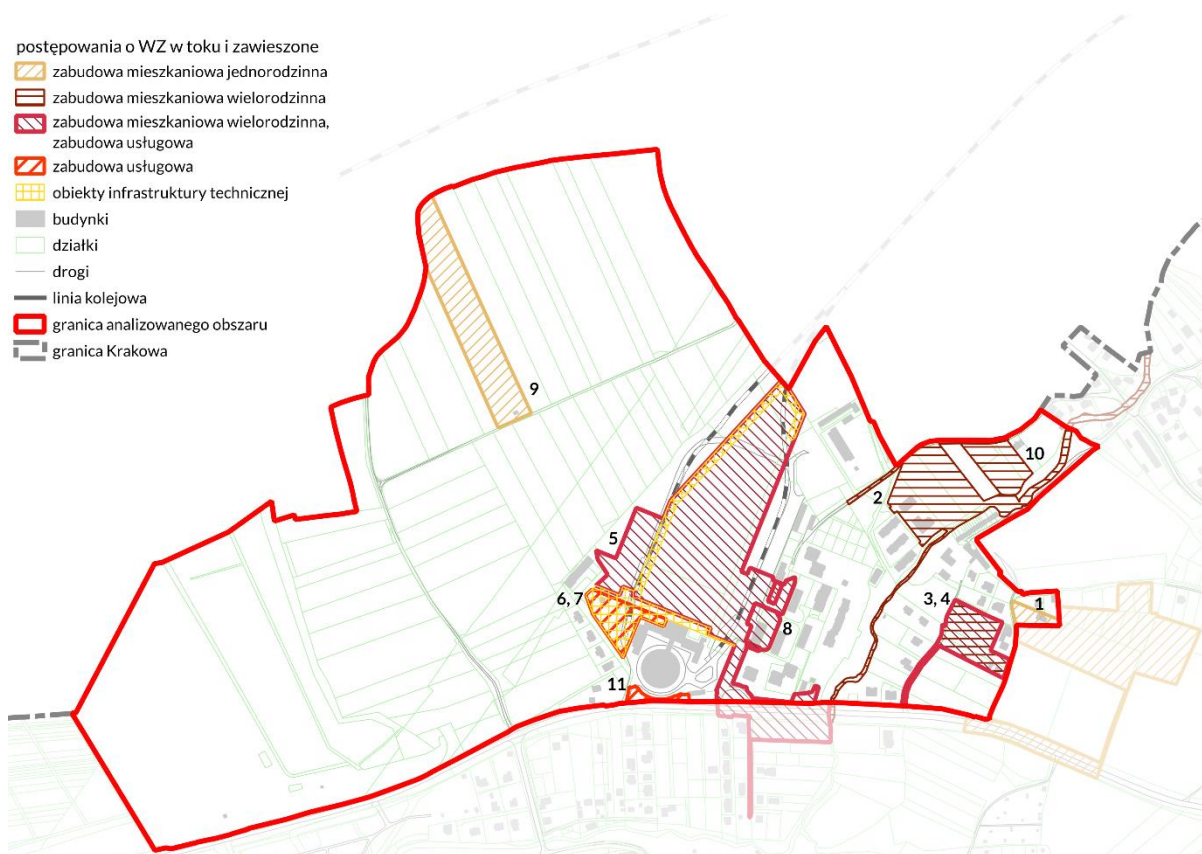 postępowania o WZ w toku i zawieszone
zabudowa mieszkaniowa jednorodzinna
zabudowa mieszkaniowa wielorodzinna
zabudowa mieszkaniowa wielorodzinna,
zabudowa usługowa
zabudowa usługowa
obiekty infrastruktury technicznej
budynki
działki
drogi
linia kolejowa
granica analizowanego obszaru
granica Krakowa
9
10
2
5
6, 7
3, 4
1
8
11